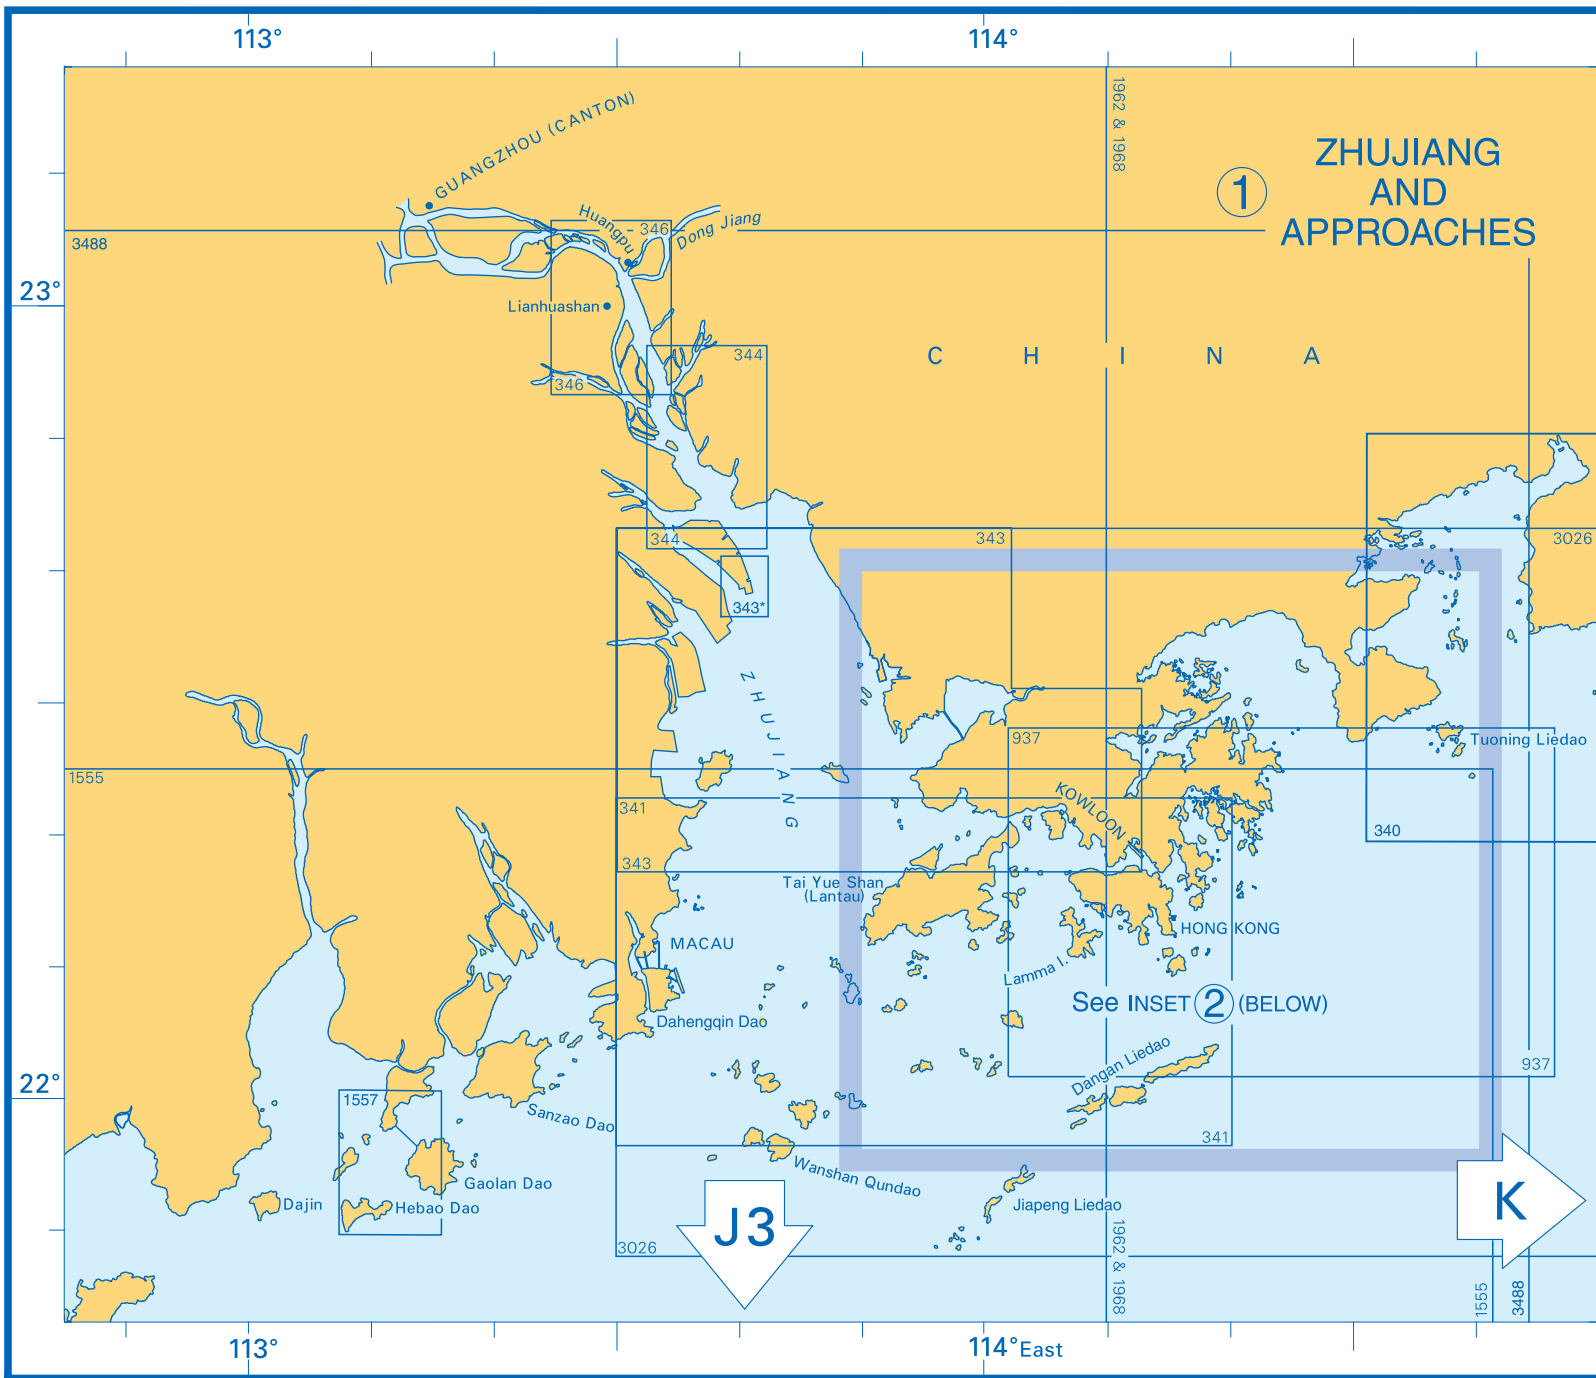 113°
114°
1962 & 1968
ZHUJIANG
AND
APPROACHES
1
GUANGZHOU (CANTON)
Huangpu
346
Dong Jiang
3488
23°
Lianhuashan
344
346
C H I N A
344
343
3026
343*
ZHUJIANG
937
Tuoning Liedao
1555
341
KOWLOON
340
343
Tai Yue Shan
(Lantau)
HONG KONG
MACAU
Lamma I.
See INSET 2 (BELOW)
Dahengqin Dao
Dangan Liedao
937
22°
1557
Sanzao Dao
341
Wanshan Qundao
Gaolan Dao
Dajin
Hebao Dao
Jiapeng Liedao
J3
K
3026
1962 & 1968
1555
3488
113°
114° East